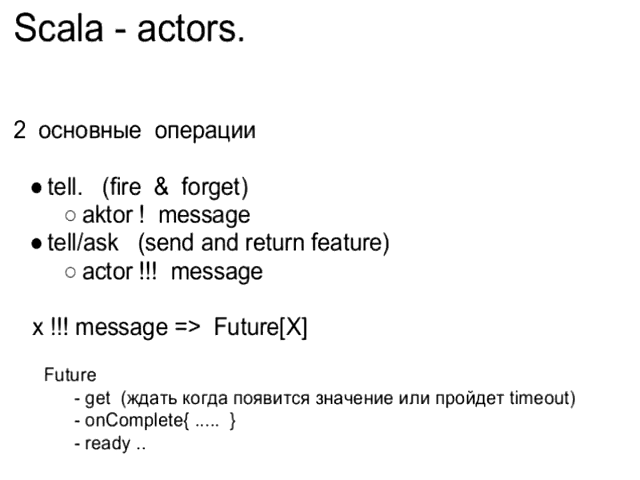 Scala - actors.
2 основные операции
● tell. (fire & forget)
○ aktor ! message
● tell/ask (send and return feature)
○ actor !!! message
x !!! message => Future[X]
Future
- get (ждать когда появится значение или пройдет timeout)
- onComplete{ ..... }
- ready ..